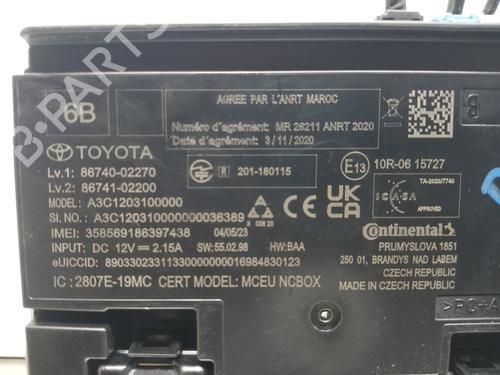 6B
AGREE PAR L'ANRT MAROC
Numéro d'agrément: MR 26211 ANRT 2020
Date d'agrément: 3/11/2020
TOYOTA
Lv.1: 86740-02270
Lv.2: 86741-02200
MODEL: A3C1203100000
SI. NO.: A3C12031000000036389
IMEI: 358569186397438 04/05/23
INPUT: DC 12V 2.15A SW:55.02.98 HW:BAA
eUICCID: 89033023311330000000016984830123
IC: 2807E-19MC CERT MODEL: MCEU NCBOX
R 201-180115
E13 10R-06 15727
TA-2020/7740
ICASA
APPROVED
UK
CA
CE
Continental
PRUMYSLOVA 1851
250 01, BRANDYS NAD LABEM
CZECH REPUBLIC
MADE IN CZECH REPUBLIC
B-PARTS